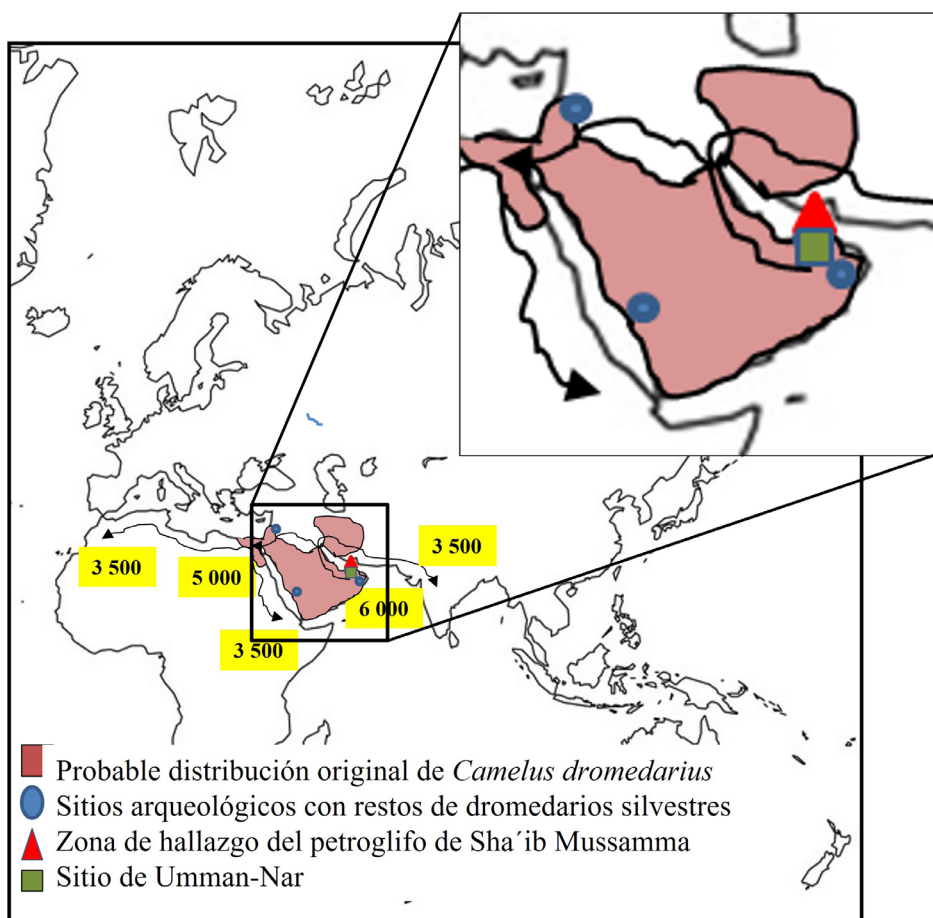 3 500
3 500
5 000
6 000
3 500
Probable distribución original de Camelus dromedarius
Sitios arqueológicos con restos de dromedarios silvestres
Zona de hallazgo del petroglifo de Sha´ib Mussamma
Sitio de Umman-Nar